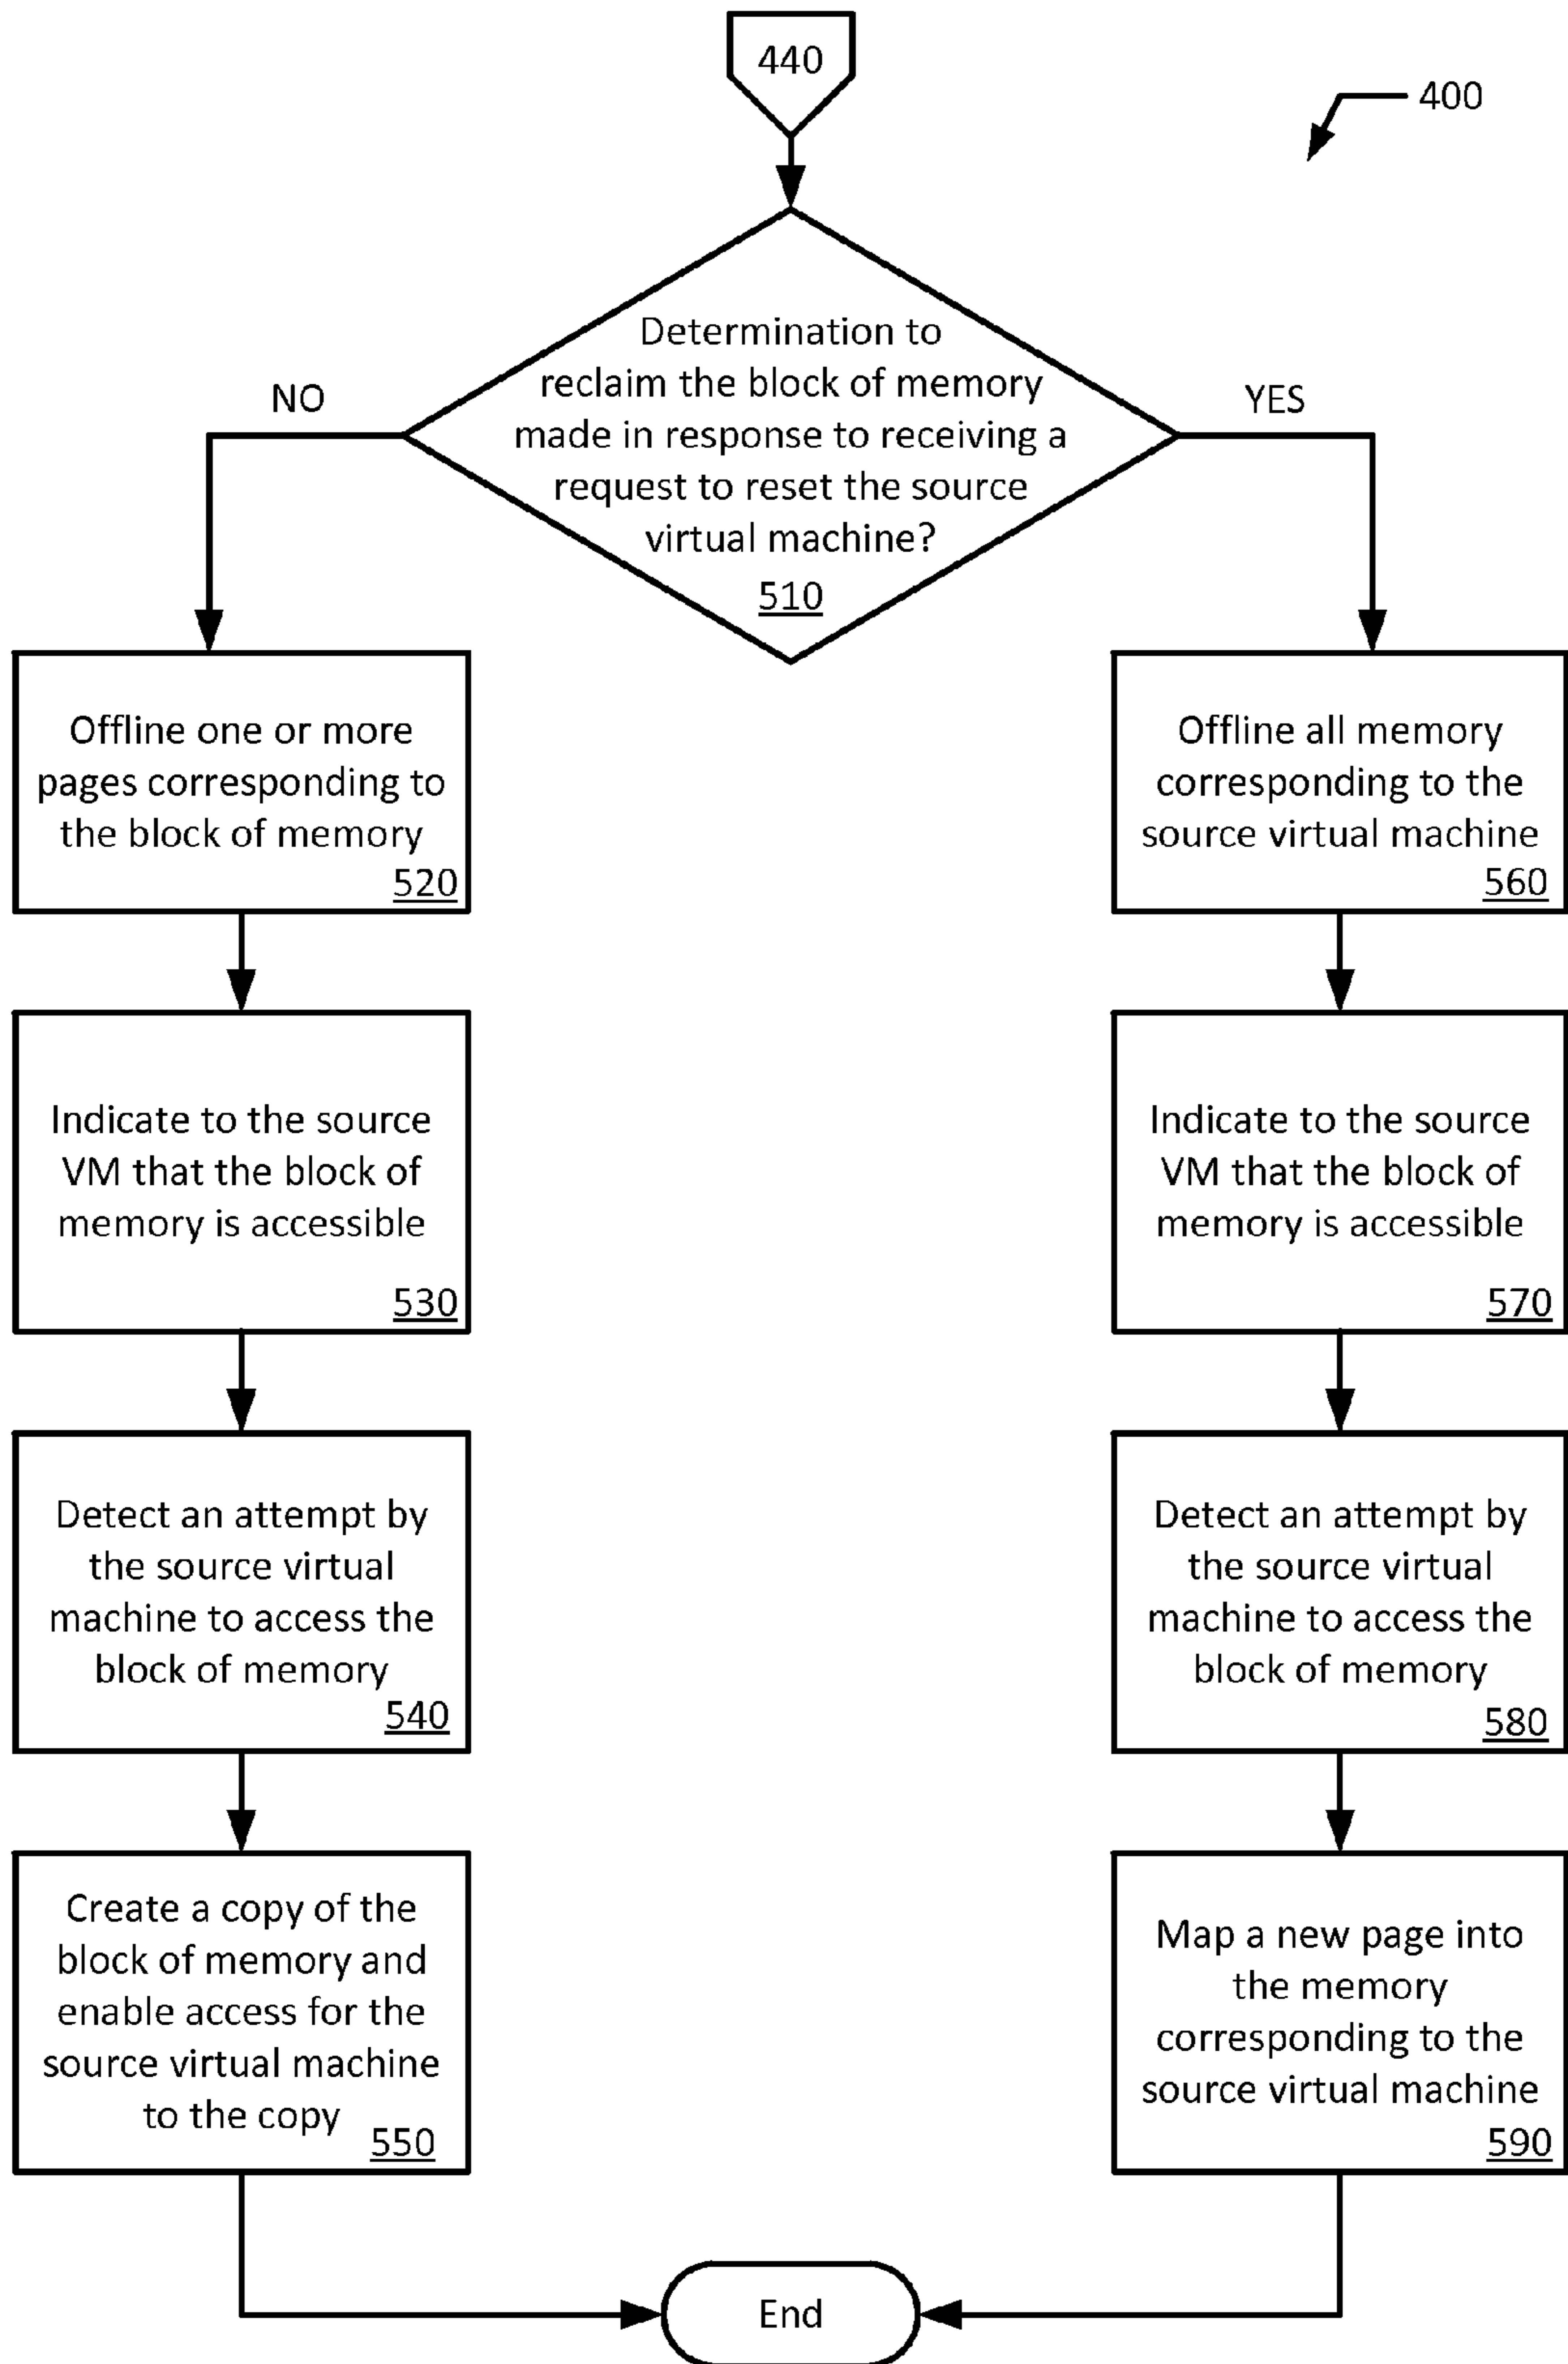 440
400
Determination to
reclaim the block of memory
made in response to receiving a
request to reset the source
virtual machine?
510
NO
YES
Offline one or more
pages corresponding to
the block of memory
520
Indicate to the source
VM that the block of
memory is accessible
530
Detect an attempt by
the source virtual
machine to access the
block of memory
540
Create a copy of the
block of memory and
enable access for the
source virtual machine
to the copy
550
Offline all memory
corresponding to the
source virtual machine
560
Indicate to the source
VM that the block of
memory is accessible
570
Detect an attempt by
the source virtual
machine to access the
block of memory
580
Map a new page into
the memory
corresponding to the
source virtual machine
590
End